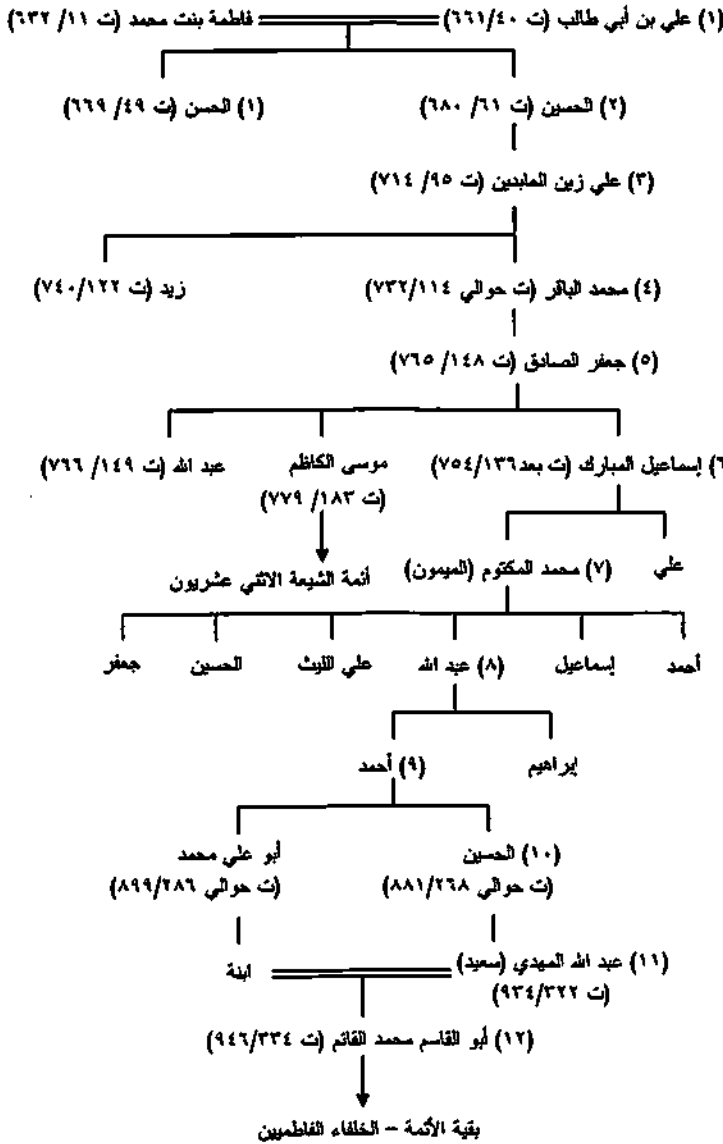 (١) علي بن أبي طالب (ت ٦٦١/٤٠) فاطمة بنت محمد (ت ١١/ ٦٣٢)
(٢) الحسين (ت ٦١/ ٦٨٠) (١) الحسن (ت ٤٩/ ٦٦٩)
(٣) علي زين العابدين (ت ٩٥/ ٧١٤)
(٤) محمد الباقر (ت حوالي ٧٣٢/١١٤) زيد (ت ٧٤٠/١٢٢)
(٥) جعفر الصادق (ت ١٤٨/ ٧٦٥)
٦) إسماعيل المبارك (ت بعد ٧٥٤/١٣٦) موسى الكاظم عبد الله (ت ١٤٩/ ٧٦٦)
(ت ١٨٣/ ٧٧٩)
علي (٧) محمد المكتوم (الميمون) أئمة الشيعة الاثني عشريون
أحمد إسماعيل (٨) عبد الله علي الليث الحسين جعفر
إبراهيم (٩) أحمد
(١٠) الحسين أبو علي محمد
(ت حوالي ٨٨١/٢٦٨) (ت حوالي ٨٩٩/٢٨٦)
(١١) عبد الله المهدي (سعيد) ابنة
(ت ٩٣٤/٣٢٢)
(١٢) أبو القاسم محمد القائم (ت ٩٤٦/٣٣٤)
بقية الأئمة – الخلفاء الفاطميين